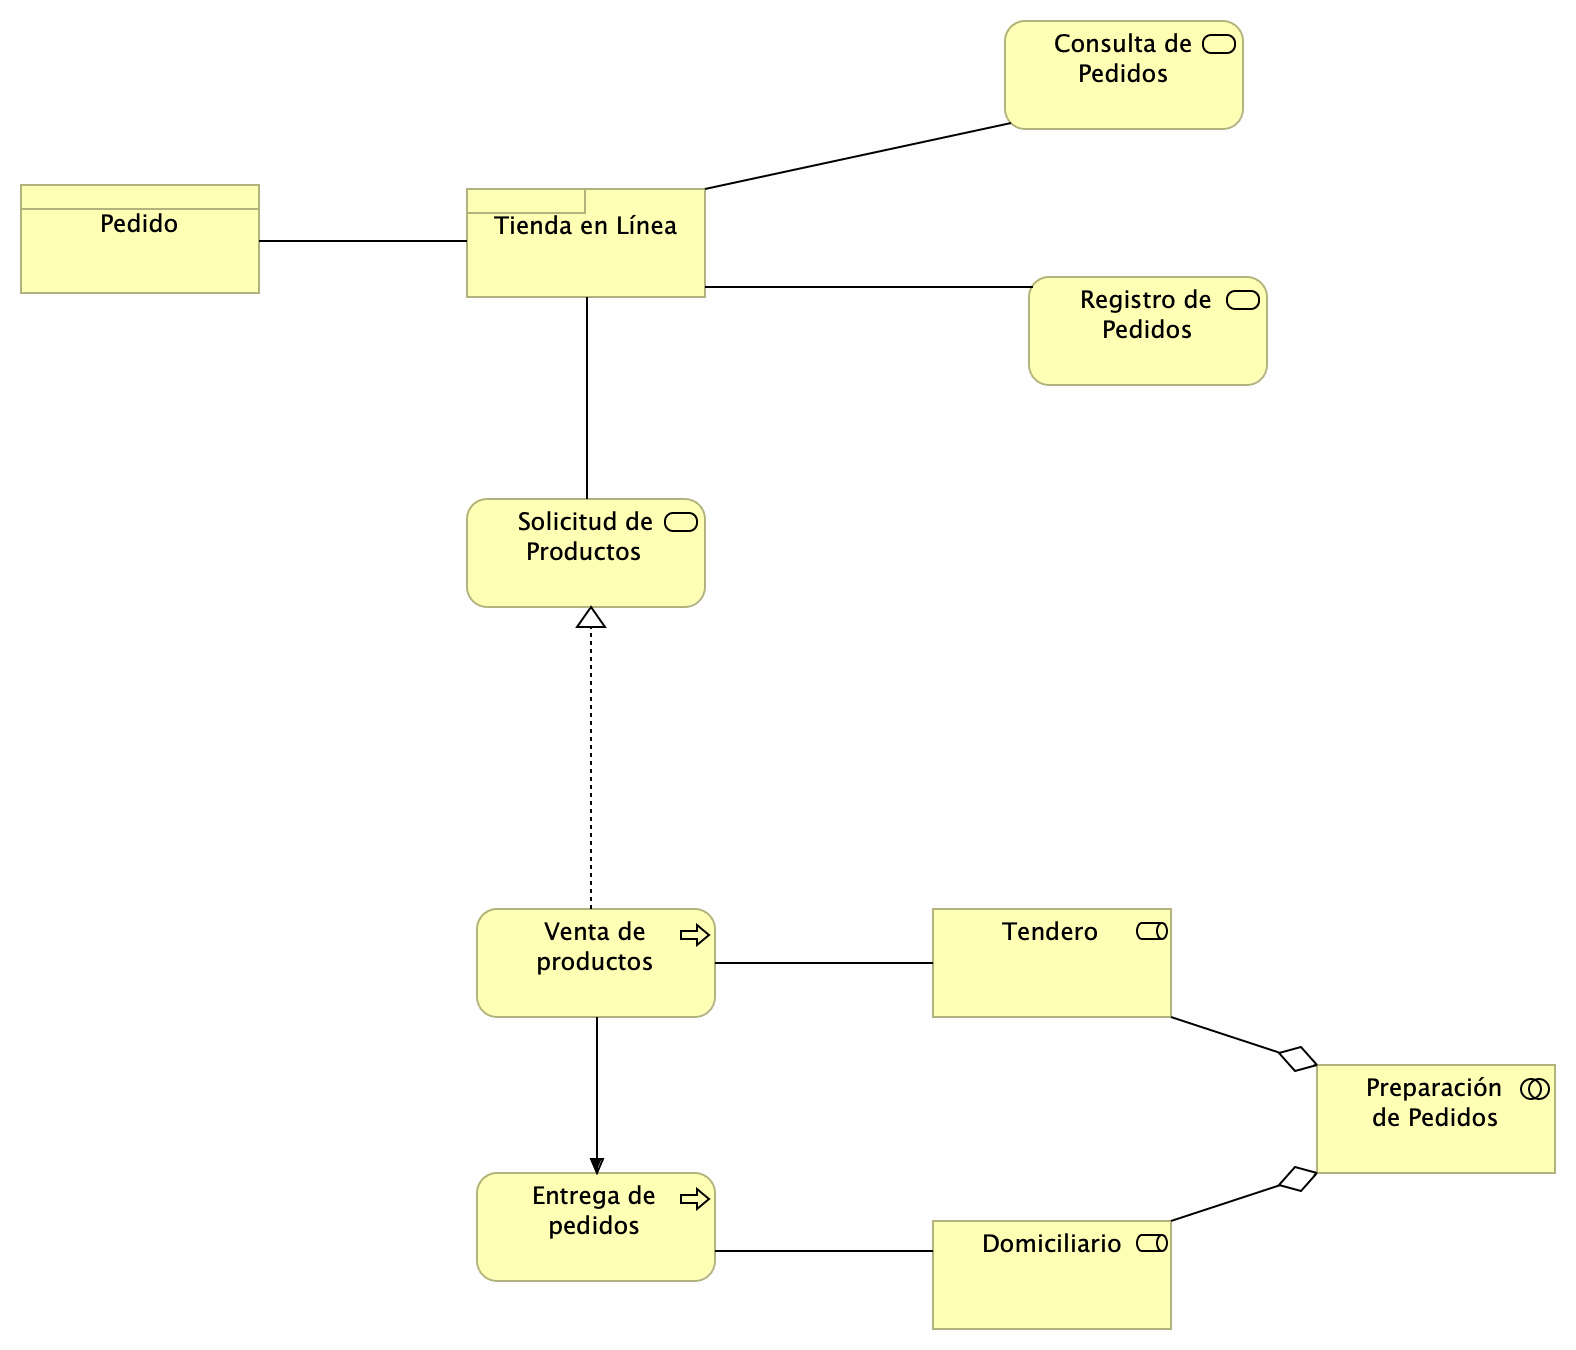 Consulta de
Pedidos
Pedido
Tienda en Línea
Registro de
Pedidos
Solicitud de
Productos
Venta de
productos
Tendero
Preparación
de Pedidos
Entrega de
pedidos
Domiciliario